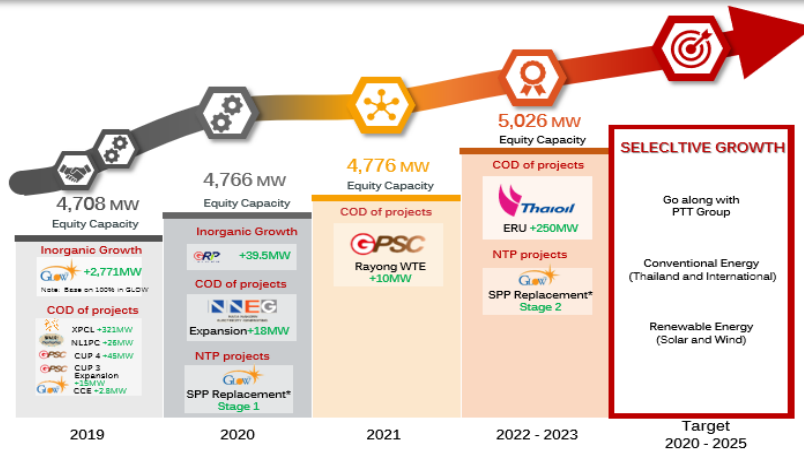 4,708 MW
Equity Capacity
Inorganic Growth
GLOW +2,771MW
Note: Base on 100% in GLOW
COD of projects
XPCL +321MW
NL1PC +26MW
GPSC CUP 4 +45MW
GPSC CUP 3
Expansion
+15MW
GLOW CCE +2.8MW
2019
4,766 MW
Equity Capacity
Inorganic Growth
GRP +39.5MW
COD of projects
NNEG
Expansion+18MW
NTP projects
GLOW
SPP Replacement*
Stage 1
2020
4,776 MW
Equity Capacity
COD of projects
GPSC
Rayong WTE
+10MW
2021
5,026 MW
Equity Capacity
COD of projects
Thaioil
ERU +250MW
NTP projects
GLOW
SPP Replacement*
Stage 2
2022 - 2023
SELECLTIVE GROWTH
Go along with
PTT Group
Conventional Energy
(Thailand and International)
Renewable Energy
(Solar and Wind)
Target
2020 - 2025